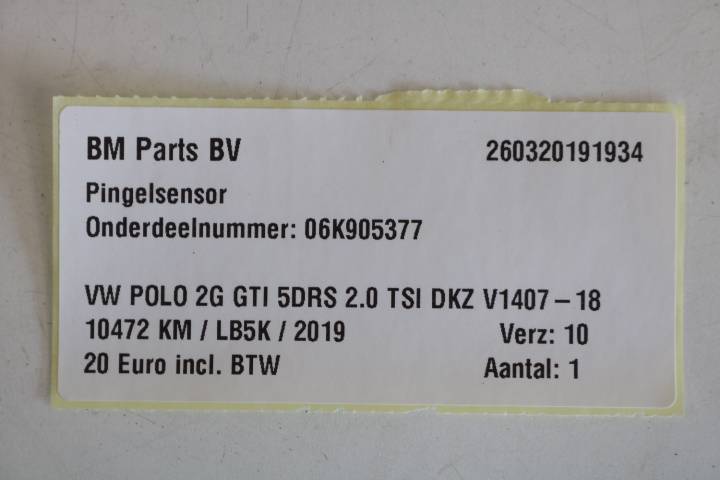 BM Parts BV 260320191934
Pingelsensor
Onderdeelnummer: 06K905377
VW POLO 2G GTI 5DRS 2.0 TSI DKZ V1407-18
10472 KM / LB5K / 2019 Verz: 10
20 Euro incl. BTW Aantal: 1